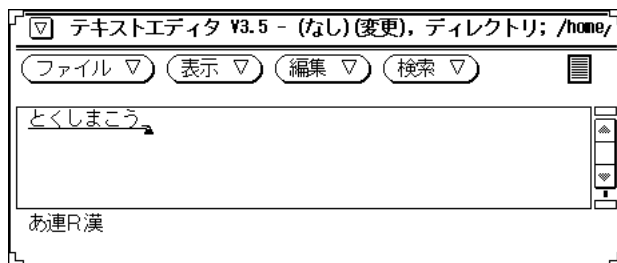 テキストエディタ V3.5 - (なし)(変更), ディレクトリ; /home/
ファイル ▽ 表示 ▽ 編集 ▽ 検索 ▽
とくしまこう
あ連R漢